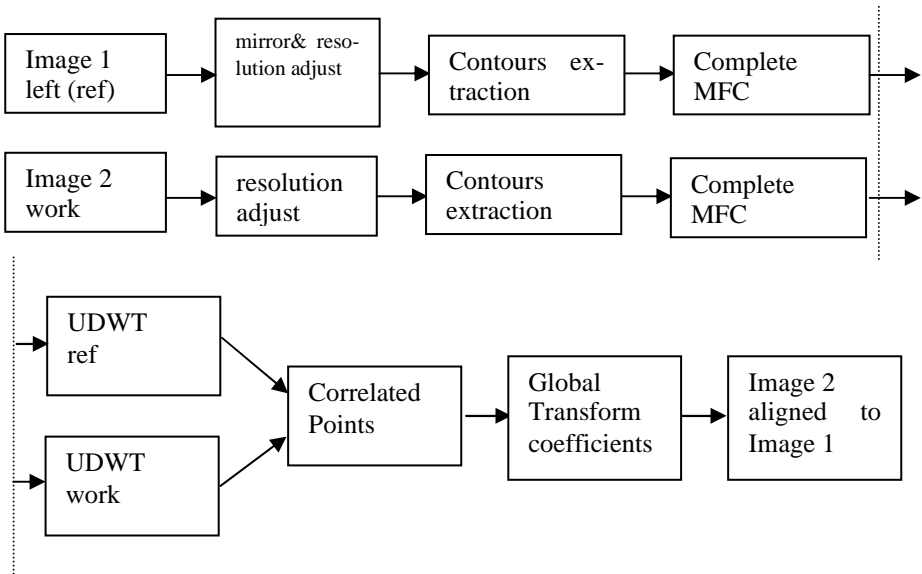 Image 1
left (ref)
mirror& reso-
lution adjust
Contours ex-
traction
Complete
MFC
Image 2
work
resolution
adjust
Contours
extraction
Complete
MFC
UDWT
ref
UDWT
work
Correlated
Points
Global
Transform
coefficients
Image 2
aligned to
Image 1